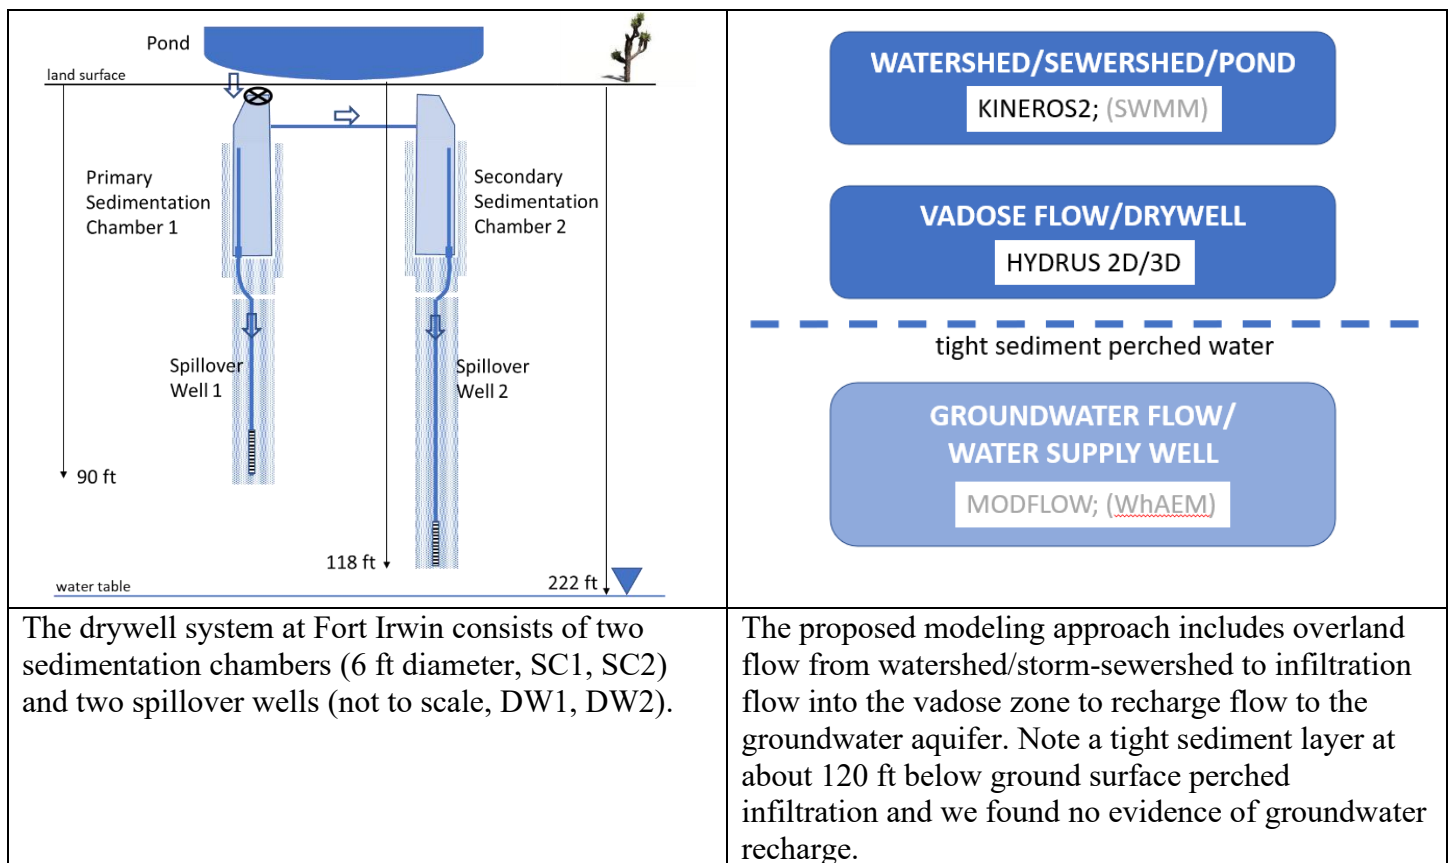 Pond
land surface
Primary
Sedimentation
Chamber 1
Secondary
Sedimentation
Chamber 2
Spillover
Well 1
Spillover
Well 2
90 ft
118 ft
222 ft
water table
WATERSHED/SEWERSHED/POND
KINEROS2; (SWMM)
VADOSE FLOW/DRYWELL
HYDRUS 2D/3D
tight sediment perched water
GROUNDWATER FLOW/
WATER SUPPLY WELL
MODFLOW; (WhAEM)
The drywell system at Fort Irwin consists of two
sedimentation chambers (6 ft diameter, SC1, SC2)
and two spillover wells (not to scale, DW1, DW2).
The proposed modeling approach includes overland
flow from watershed/storm-sewershed to infiltration
flow into the vadose zone to recharge flow to the
groundwater aquifer. Note a tight sediment layer at
about 120 ft below ground surface perched
infiltration and we found no evidence of groundwater
recharge.